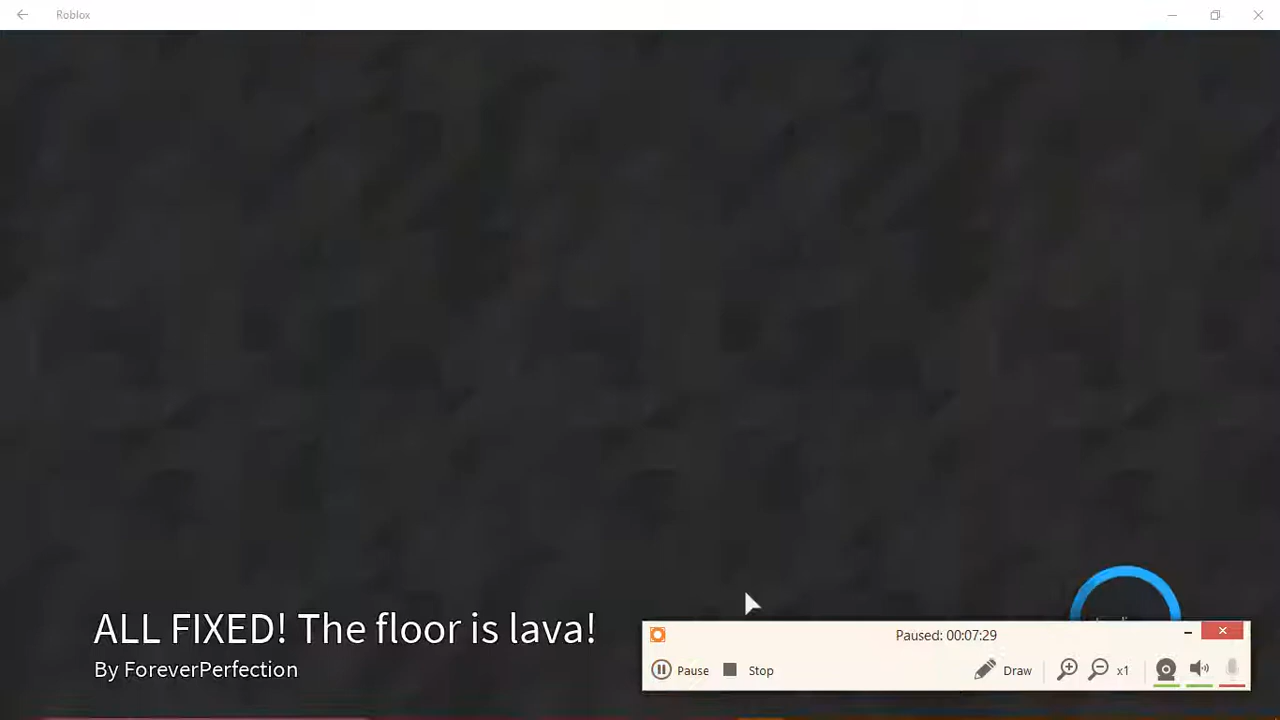 Roblox
ALL FIXED! The floor is lava!
By ForeverPerfection
Paused: 00:07:29
Pause Stop Draw x1